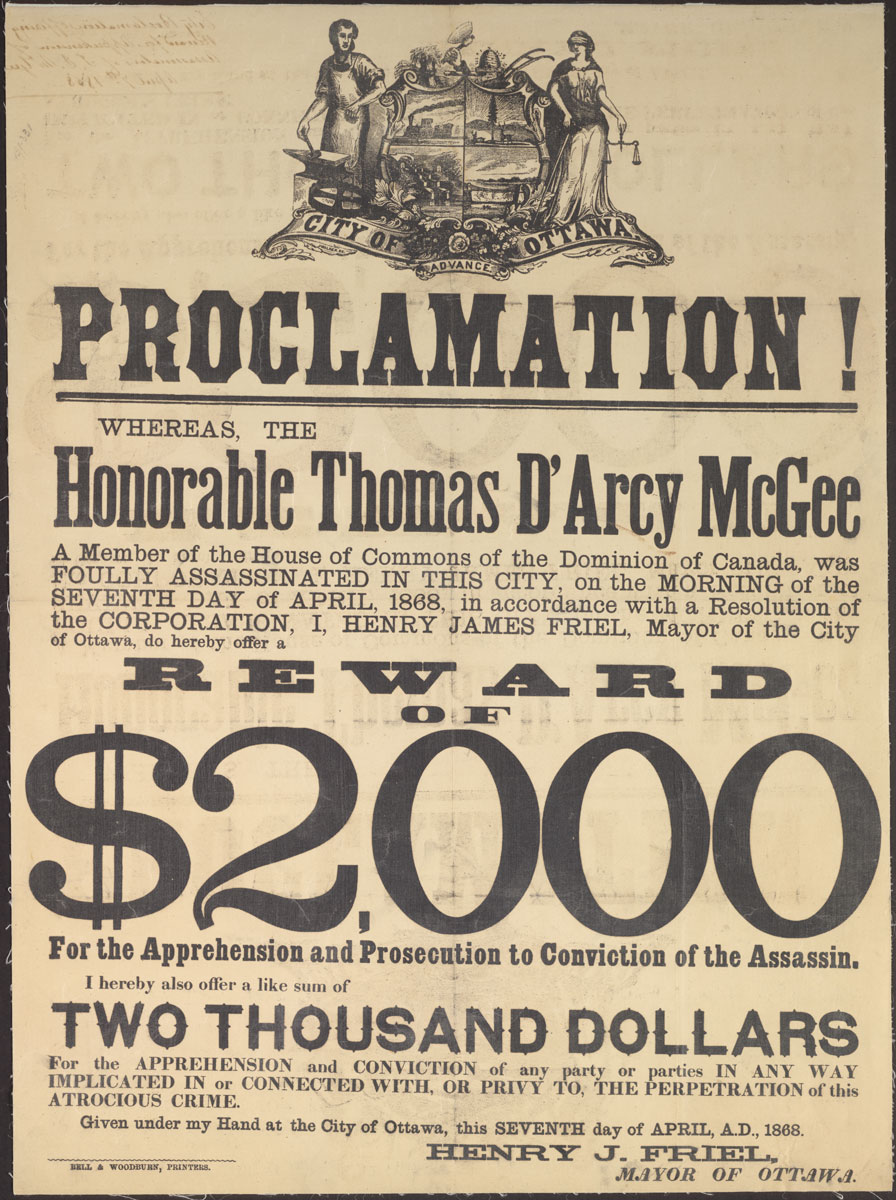 CITY OF OTTAWA
ADVANCE
PROCLAMATION !
WHEREAS, THE
Honorable Thomas D'Arcy McGee
A Member of the House of Commons of the Dominion of Canada, was
FOULLY ASSASSINATED IN THIS CITY, on the MORNING of the
SEVENTH DAY of APRIL, 1868, in accordance with a Resolution of
the CORPORATION, I, HENRY JAMES FRIEL, Mayor of the City
of Ottawa, do hereby offer a
REWARD
OF
$2,000
For the Apprehension and Prosecution to Conviction of the Assassin.
I hereby also offer a like sum of
TWO THOUSAND DOLLARS
For the APPREHENSION and CONVICTION of any party or parties IN ANY WAY
IMPLICATED IN or CONNECTED WITH, OR PRIVY TO, THE PERPETRATION of this
ATROCIOUS CRIME.
Given under my Hand at the City of Ottawa, this SEVENTH day of APRIL, A.D., 1868.
HENRY J. FRIEL,
MAYOR OF OTTAWA.
BELL & WOODBURN, PRINTERS.